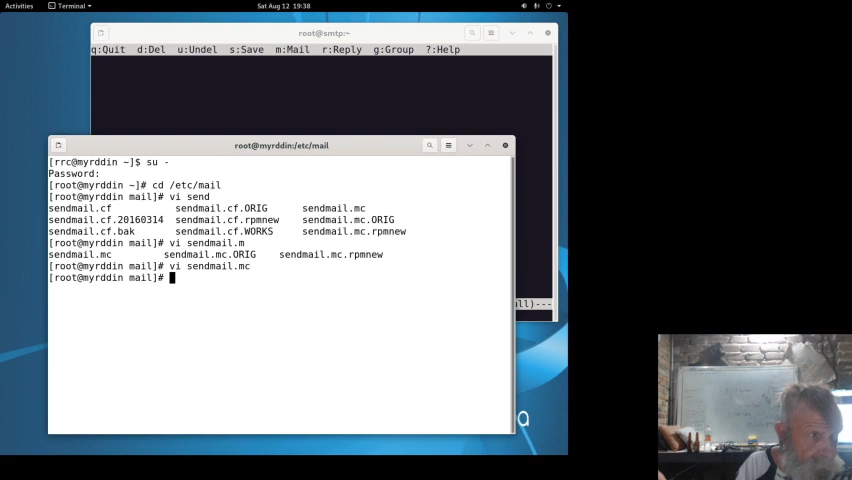 Activities Terminal Sat Aug 12 19:38
root@smtp:~
q:Quit d:Del u:Undel s:Save m:Mail r:Reply g:Group ?:Help
root@myrddin:/etc/mail
[rrc@myrddin ~]$ su -
Password:
[root@myrddin ~]# cd /etc/mail
[root@myrddin mail]# vi send
sendmail.cf sendmail.cf.ORIG sendmail.mc
sendmail.cf.20160314 sendmail.cf.rpmnew sendmail.mc.ORIG
sendmail.cf.bak sendmail.cf.WORKS sendmail.mc.rpmnew
[root@myrddin mail]# vi sendmail.m
sendmail.mc sendmail.mc.ORIG sendmail.mc.rpmnew
[root@myrddin mail]# vi sendmail.mc
[root@myrddin mail]#
all)---
a